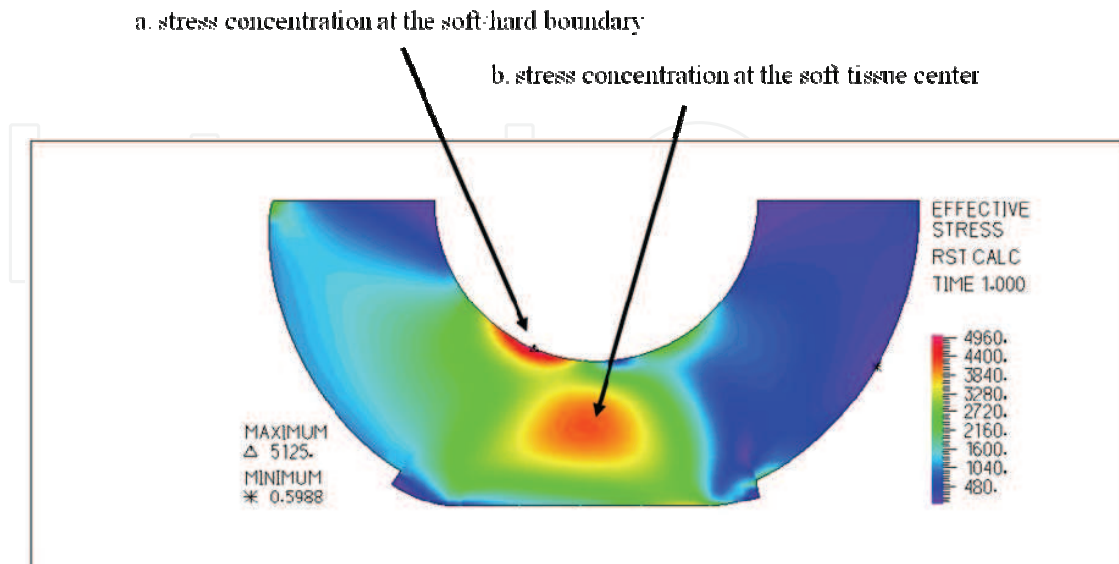 a. stress concentration at the soft-hard boundary
b. stress concentration at the soft tissue center
EFFECTIVE
STRESS
RST CALC
TIME 1.000
4960.
4400.
3840.
3280.
2720.
2160.
1600.
1040.
480.
MAXIMUM
△ 5125.
MINIMUM
✳ 0.5988